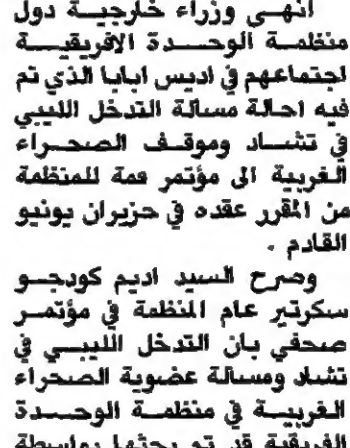 انهى وزراء خارجية دول
منظمة الوحدة الافريقية
اجتماعهم في اديس ابابا الذي تم
فيه احالة مسالة التدخل الليبي
في تشاد وموقف الصحراء
الغربية الى مؤتمر قمة للمنظمة
من المقرر عقده في حزيران يونيو
القادم .
وصرح السيد اديم كودجو
سكرتير عام المنظمة في مؤتمر
صحفي بان التدخل الليبي في
تشاد ومسالة عضوية الصحراء
الغربية في منظمة الوحدة
الافريقية قد تم بحثها بواسطة